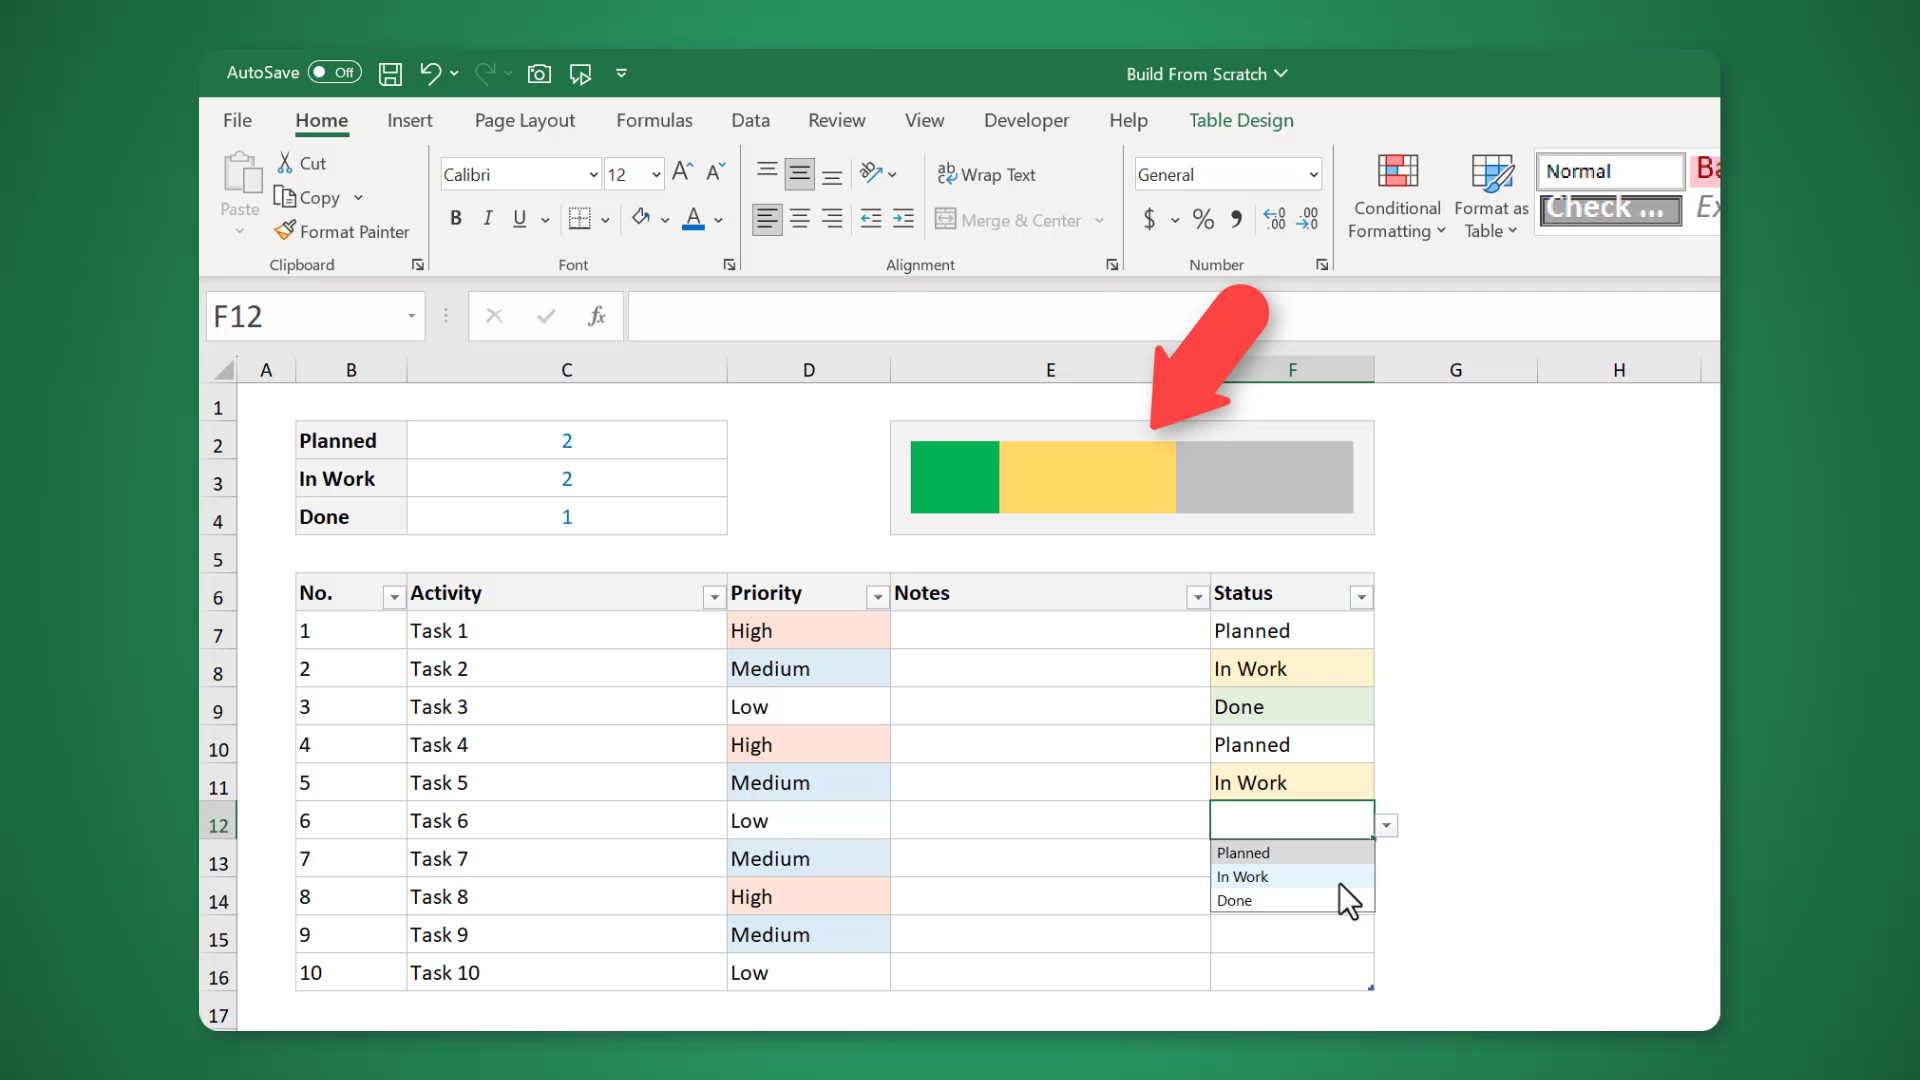 AutoSave Off Build From Scratch
File Home Insert Page Layout Formulas Data Review View Developer Help Table Design
Paste Cut Copy Format Painter
Clipboard
Calibri 12 A A
B I U A
Font
ab Wrap Text
Merge & Center
Alignment
General
$ % 9 .00 .00
Number
Conditional Formatting
Format as Table
Normal
Check ...
F12 fx
A B C D E F G H
1
2 Planned 2
3 In Work 2
4 Done 1
5
6 No. Activity Priority Notes Status
7 1 Task 1 High Planned
8 2 Task 2 Medium In Work
9 3 Task 3 Low Done
10 4 Task 4 High Planned
11 5 Task 5 Medium In Work
12 6 Task 6 Low
13 7 Task 7 Medium
14 8 Task 8 High
15 9 Task 9 Medium
16 10 Task 10 Low
17
Planned
In Work
Done